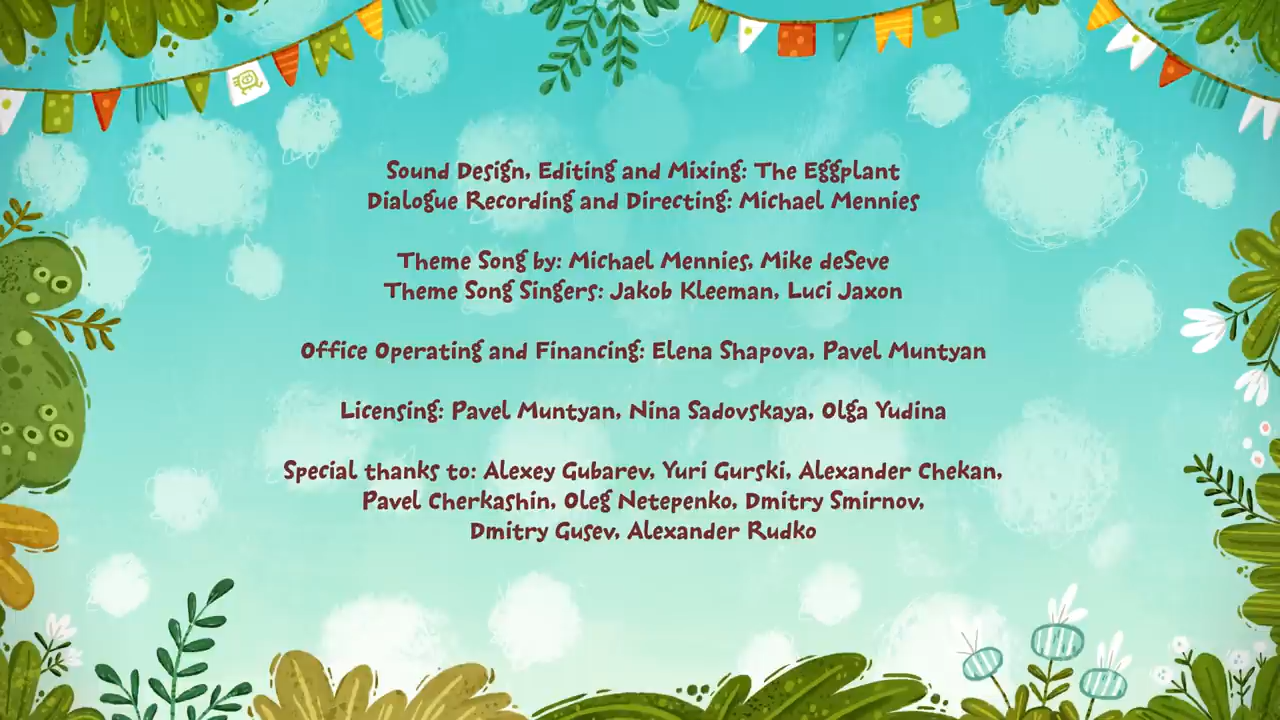 Sound Design, Editing and Mixing: The Eggplant
Dialogue Recording and Directing: Michael Mennies
Theme Song by: Michael Mennies, Mike deSeve
Theme Song Singers: Jakob Kleeman, Luci Jaxon
Office Operating and Financing: Elena Shapova, Pavel Muntyan
Licensing: Pavel Muntyan, Nina Sadovskaya, Olga Yudina
Special thanks to: Alexey Gubarev, Yuri Gurski, Alexander Chekan,
Pavel Cherkashin, Oleg Netepenko, Dmitry Smirnov,
Dmitry Gusev, Alexander Rudko